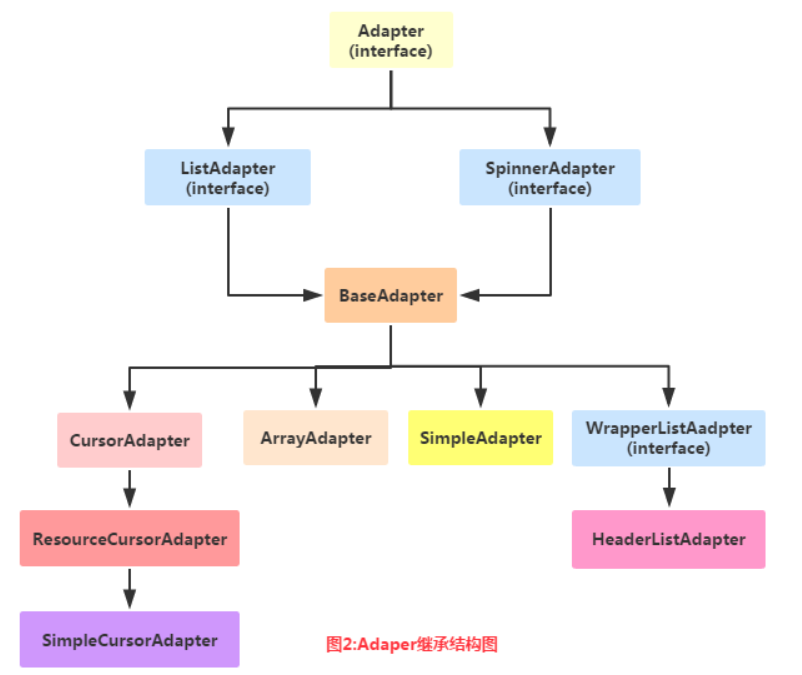 Adapter
(interface)
ListAdapter
(interface)
SpinnerAdapter
(interface)
BaseAdapter
CursorAdapter
ArrayAdapter
SimpleAdapter
WrapperListAadpter
(interface)
ResourceCursorAdapter
HeaderListAdapter
SimpleCursorAdapter
图2:Adaper继承结构图